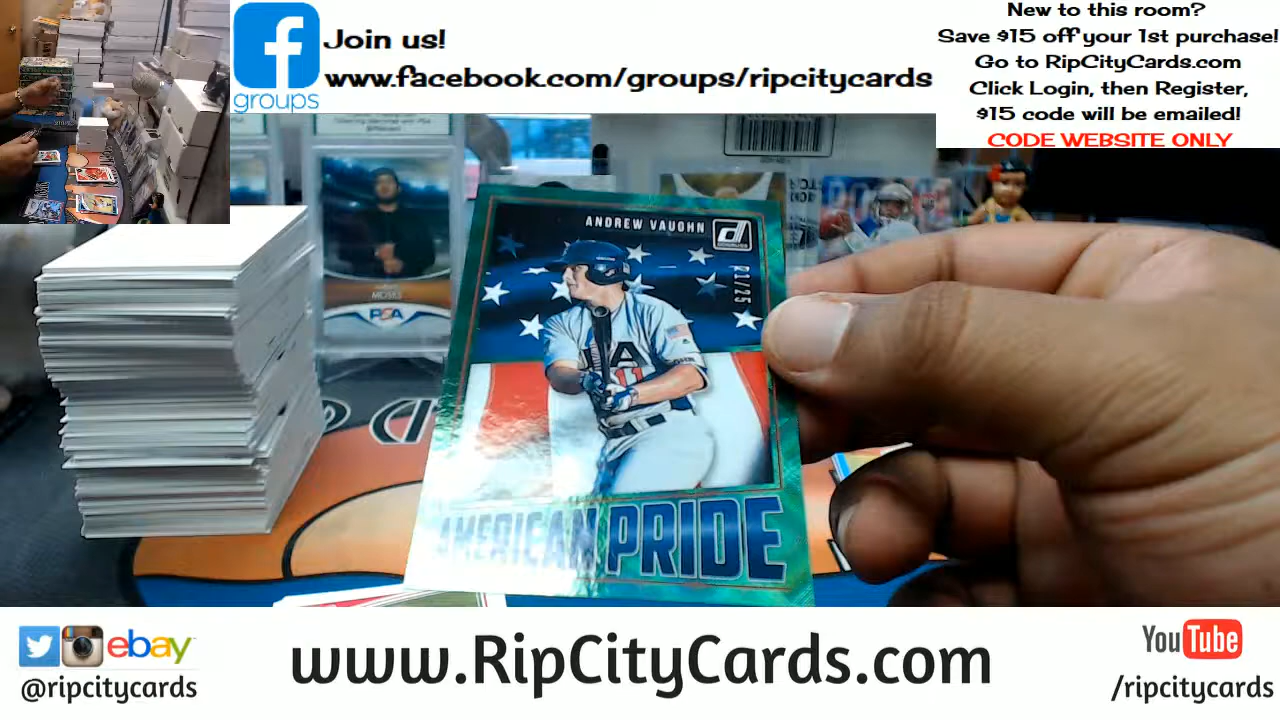 Join us!
www.facebook.com/groups/ripcitycards
groups
New to this room?
Save $15 off your 1st purchase!
Go to RipCityCards.com
Click Login, then Register,
$15 code will be emailed!
CODE WEBSITE ONLY
ANDREW VAUGHN
DONRUSS
21/25
11
AMERICAN PRIDE
PSA
www.RipCityCards.com
ebay
@ripcitycards
YouTube
/ripcitycards